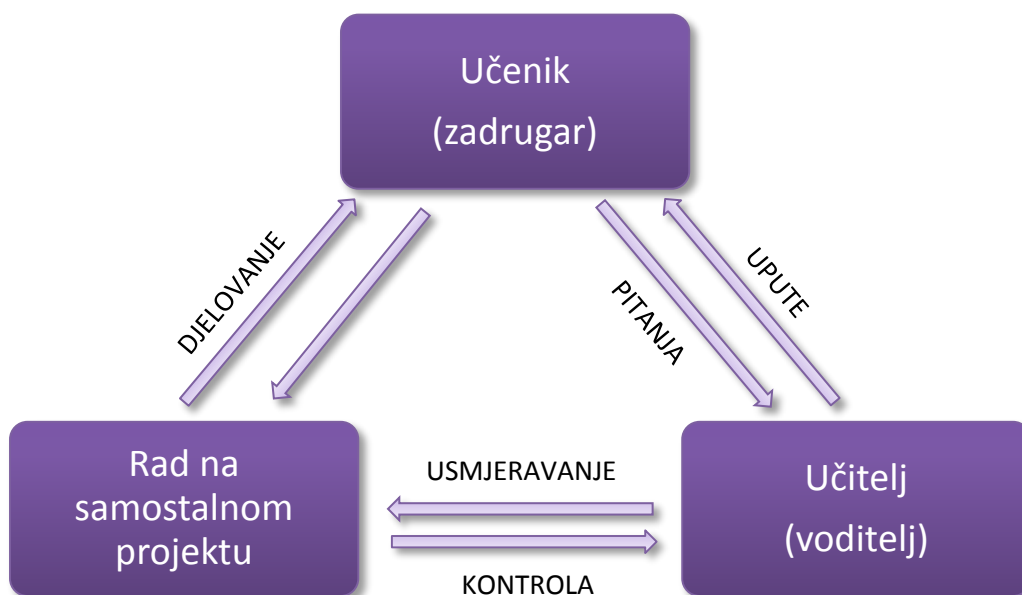 Učenik
(zadrugar)
DJELOVANJE
PITANJA
UPUTE
Rad na
samostalnom
projektu
USMJERAVANJE
KONTROLA
Učitelj
(voditelj)